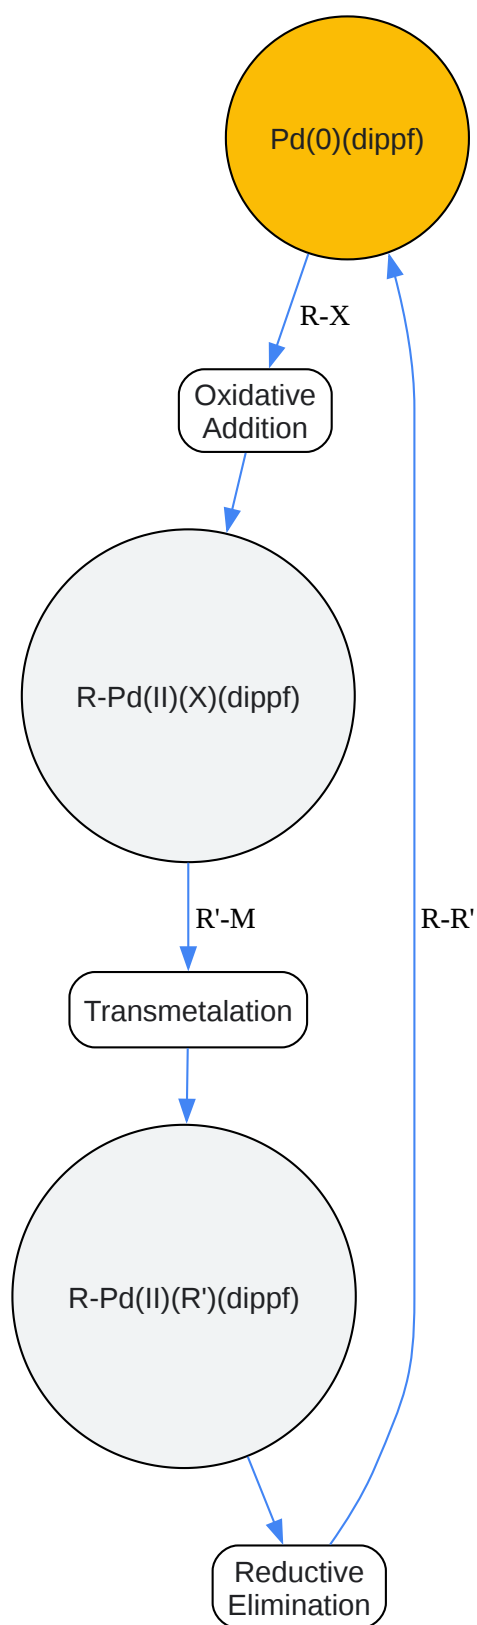 Pd(0)(dippf)
R-X
Oxidative
Addition
R-Pd(II)(X)(dippf)
R'-M
R-R'
Transmetalation
R-Pd(II)(R')(dippf)
Reductive
Elimination